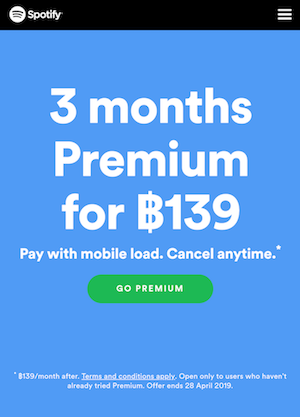 Spotify
3 months
Premium
for ฿139
Pay with mobile load. Cancel anytime.*
GO PREMIUM
* ฿139/month after. Terms and conditions apply. Open only to users who haven't
already tried Premium. Offer ends 28 April 2019.